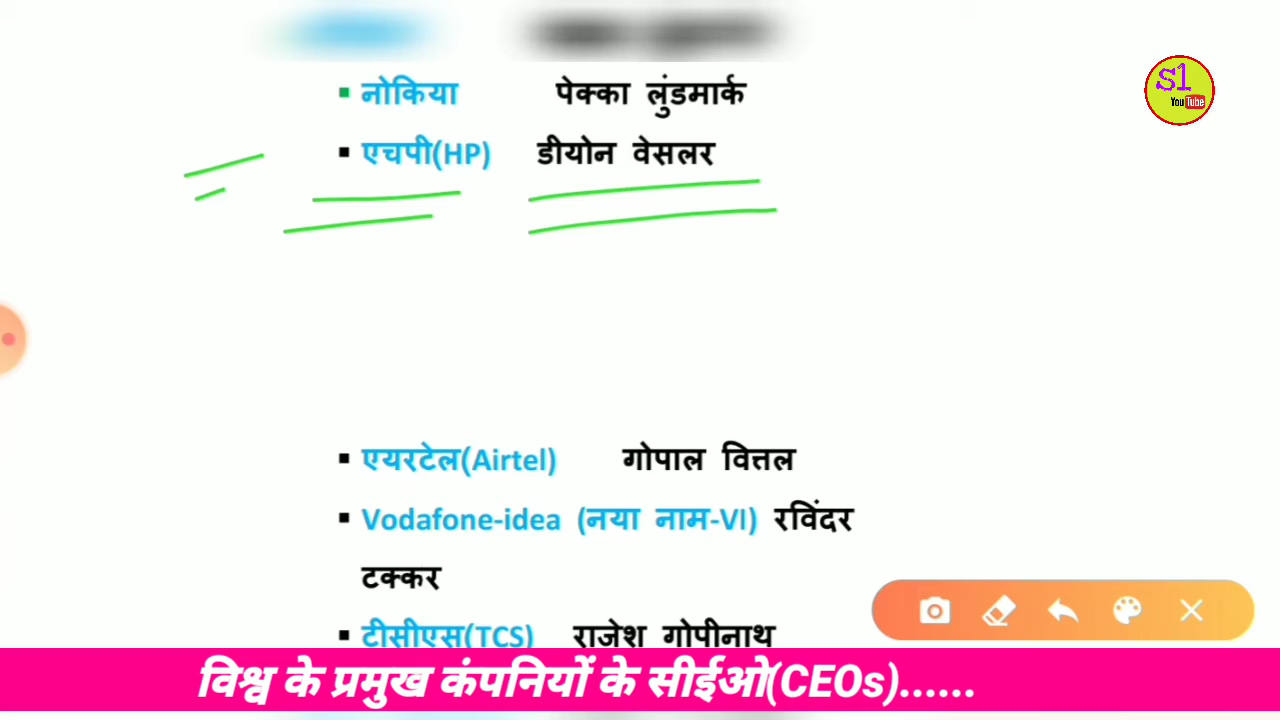 ▪ नोकिया पेक्का लुंडमार्क
S1
YouTube
▪ एचपी(HP) डीयोन वेसलर
▪ एयरटेल(Airtel) गोपाल वित्तल
▪ Vodafone-idea (नया नाम-VI) रविंदर
टक्कर
▪ टीसीएस(TCS) राजेश गोपीनाथ
विश्व के प्रमुख कंपनियों के सीईओ(CEOs)......